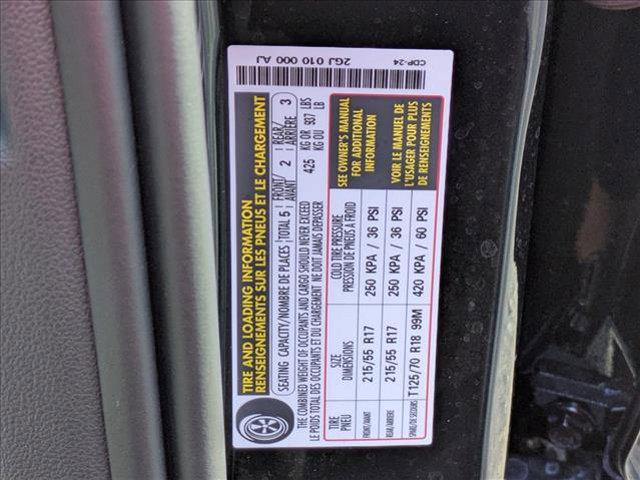 TIRE AND LOADING INFORMATION
RENSEIGNEMENTS SUR LES PNEUS ET LE CHARGEMENT
SEATING CAPACITY/NOMBRE DE PLACES TOTAL 5 FRONT/AVANT 2 REAR/ARRIÈRE 3
THE COMBINED WEIGHT OF OCCUPANTS AND CARGO SHOULD NEVER EXCEED 425 KG OR 937 LBS
LE POIDS TOTAL DES OCCUPANTS ET DU CHARGEMENT NE DOIT JAMAIS DEPASSER KG OU LB
TIRE SIZE COLD TIRE PRESSURE
PNEU DIMENSIONS PRESSION DE PNEUS A FROID
FRONT/AVANT 215/55 R17 250 KPA / 36 PSI
REAR/ARRIERE 215/55 R17 250 KPA / 36 PSI
SPARE/DE SECOURS T125/70 R18 99M 420 KPA / 60 PSI
SEE OWNER'S MANUAL
FOR ADDITIONAL
INFORMATION
VOIR LE MANUEL DE
L'USAGER POUR PLUS
DE RENSEIGNEMENTS
2GJ 010 000 AJ
CDP-24